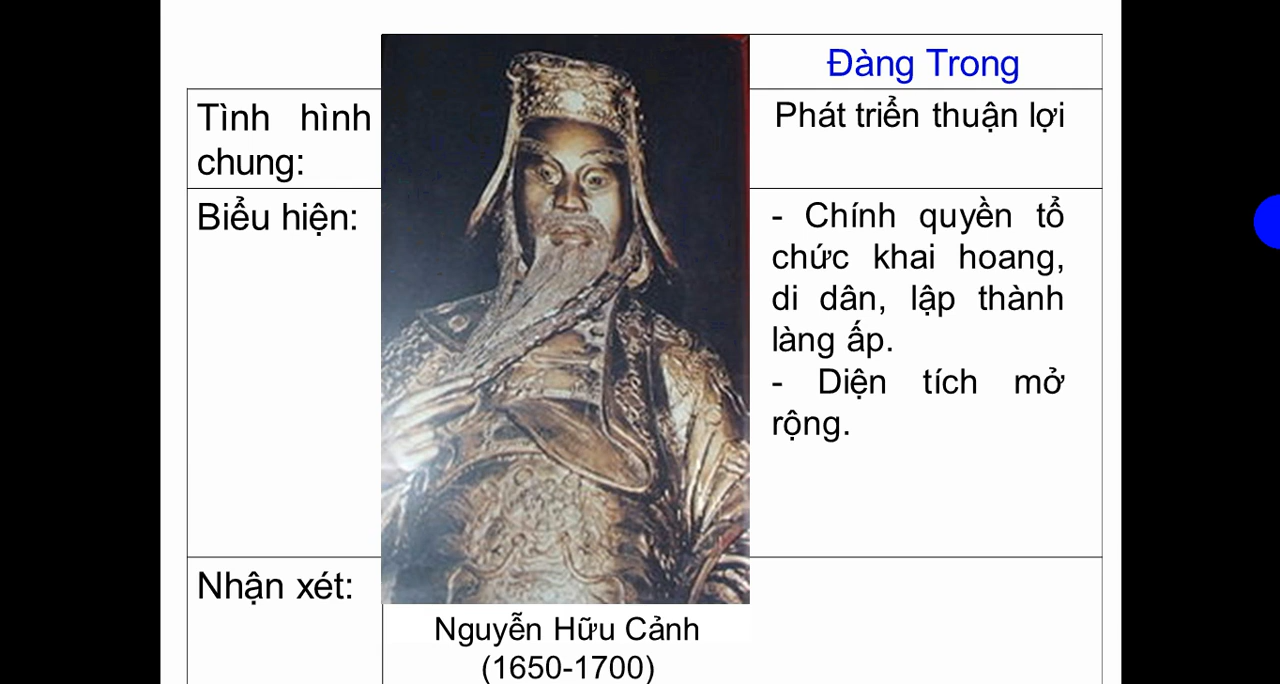 Đàng Trong
Tình hình
chung:
Phát triển thuận lợi
Biểu hiện:
- Chính quyền tổ
chức khai hoang,
di dân, lập thành
làng ấp.
- Diện tích mở
rộng.
Nhận xét:
Nguyễn Hữu Cảnh
(1650-1700)